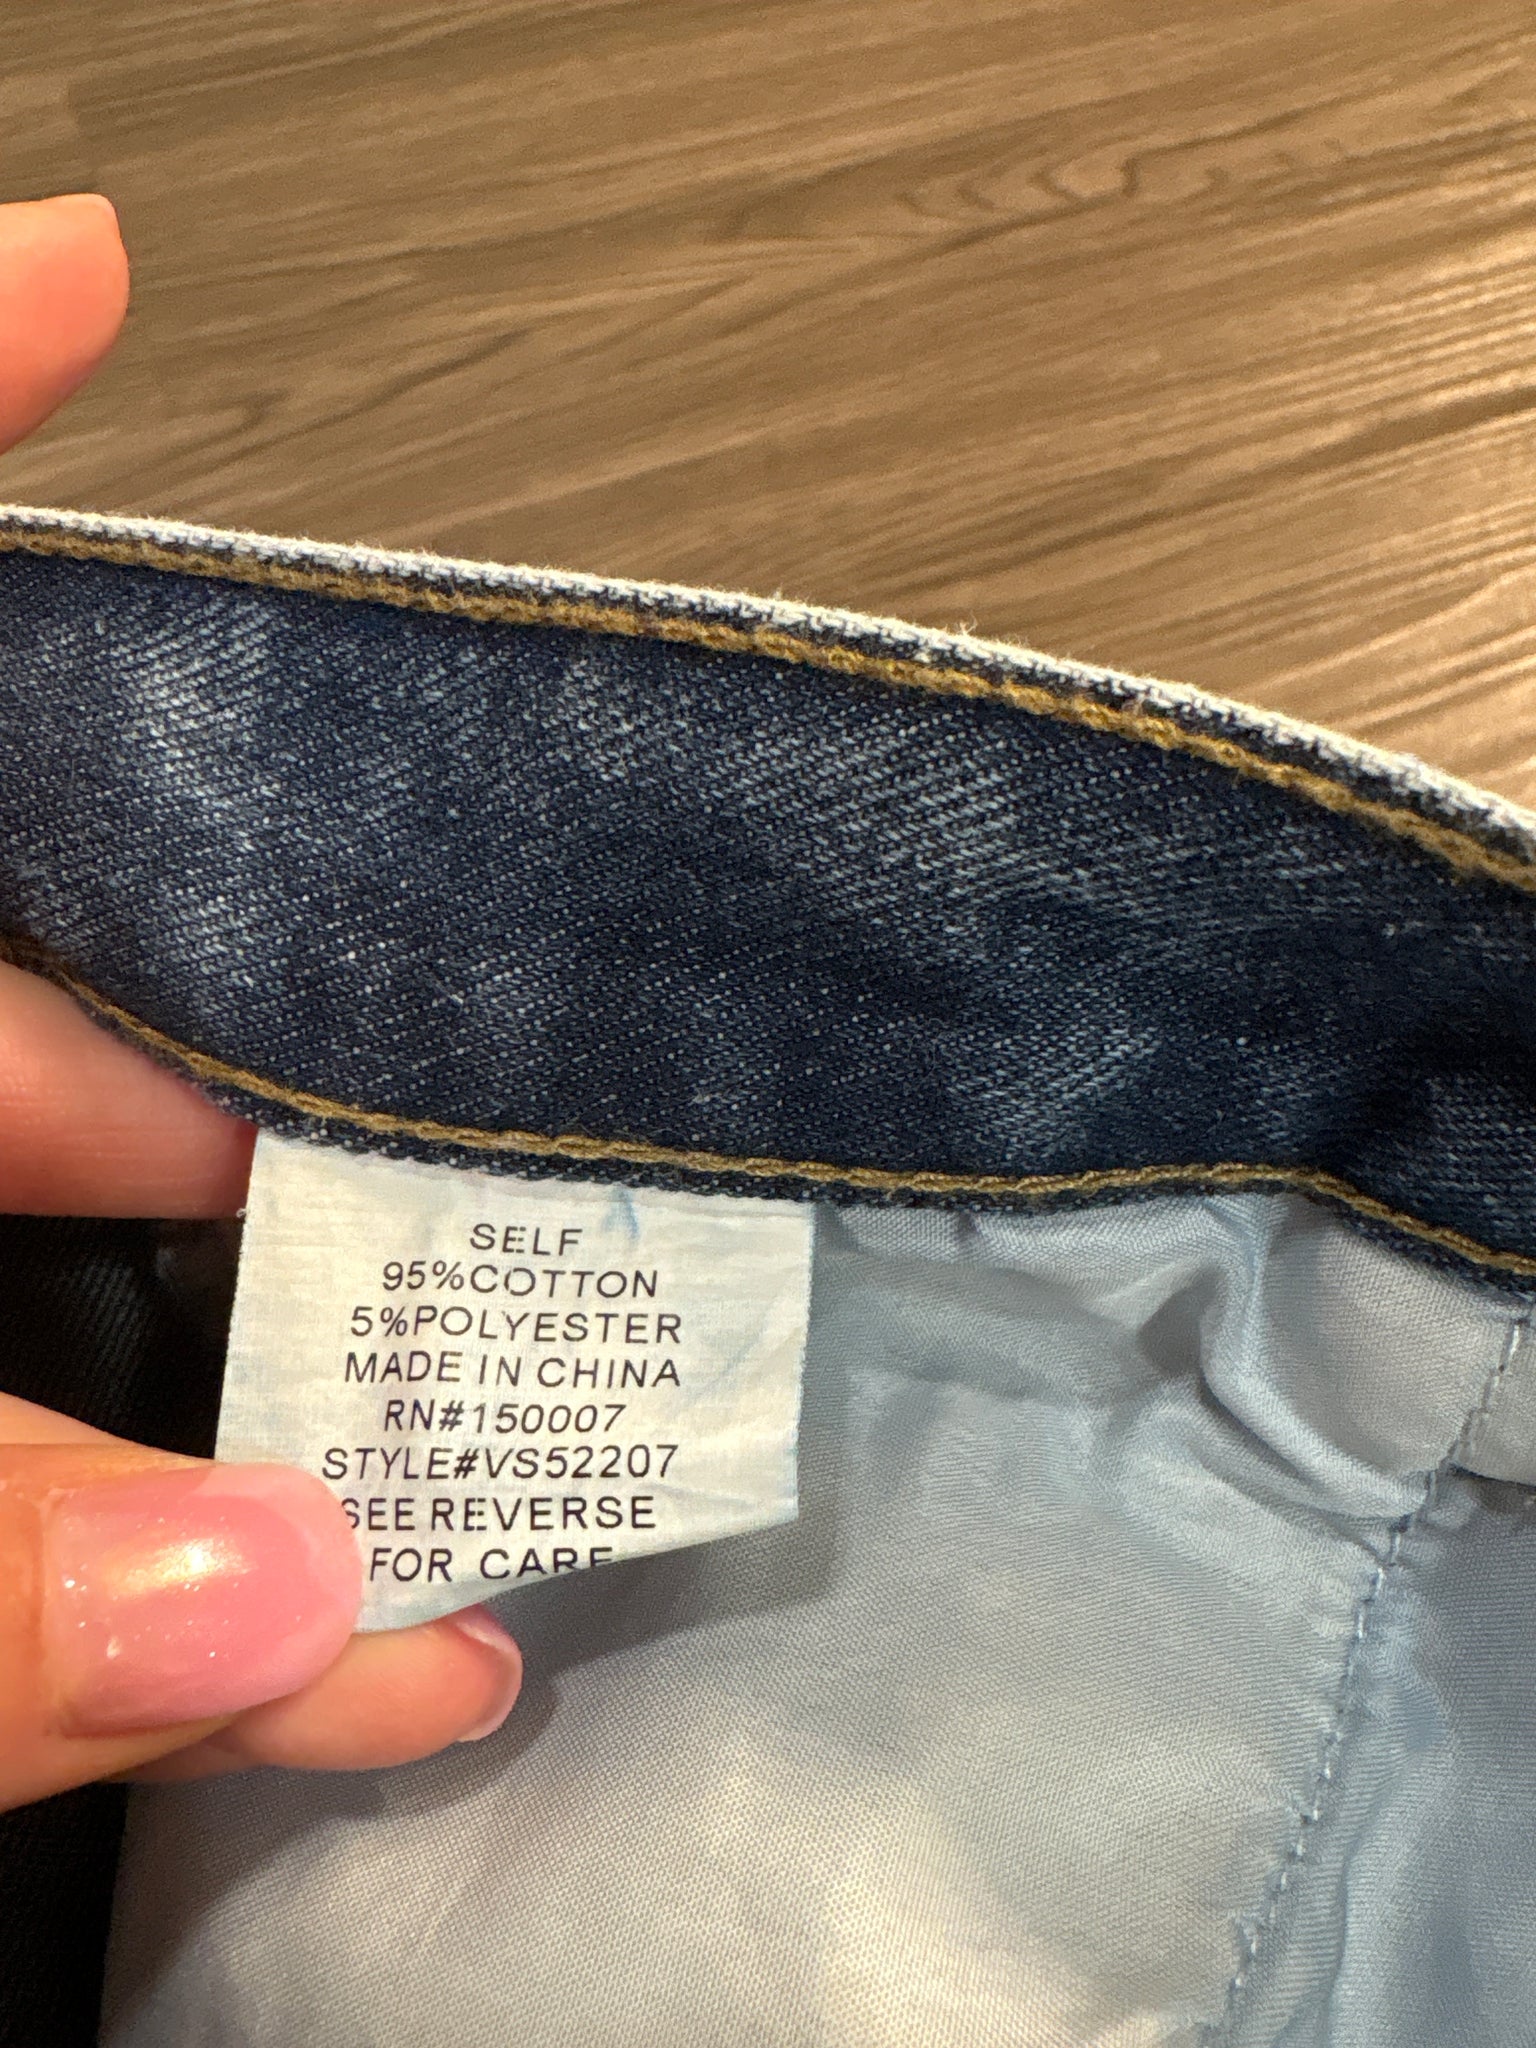 SELF
95%COTTON
5%POLYESTER
MADE IN CHINA
RN#150007
STYLE#VS52207
SEE REVERSE
FOR CARE